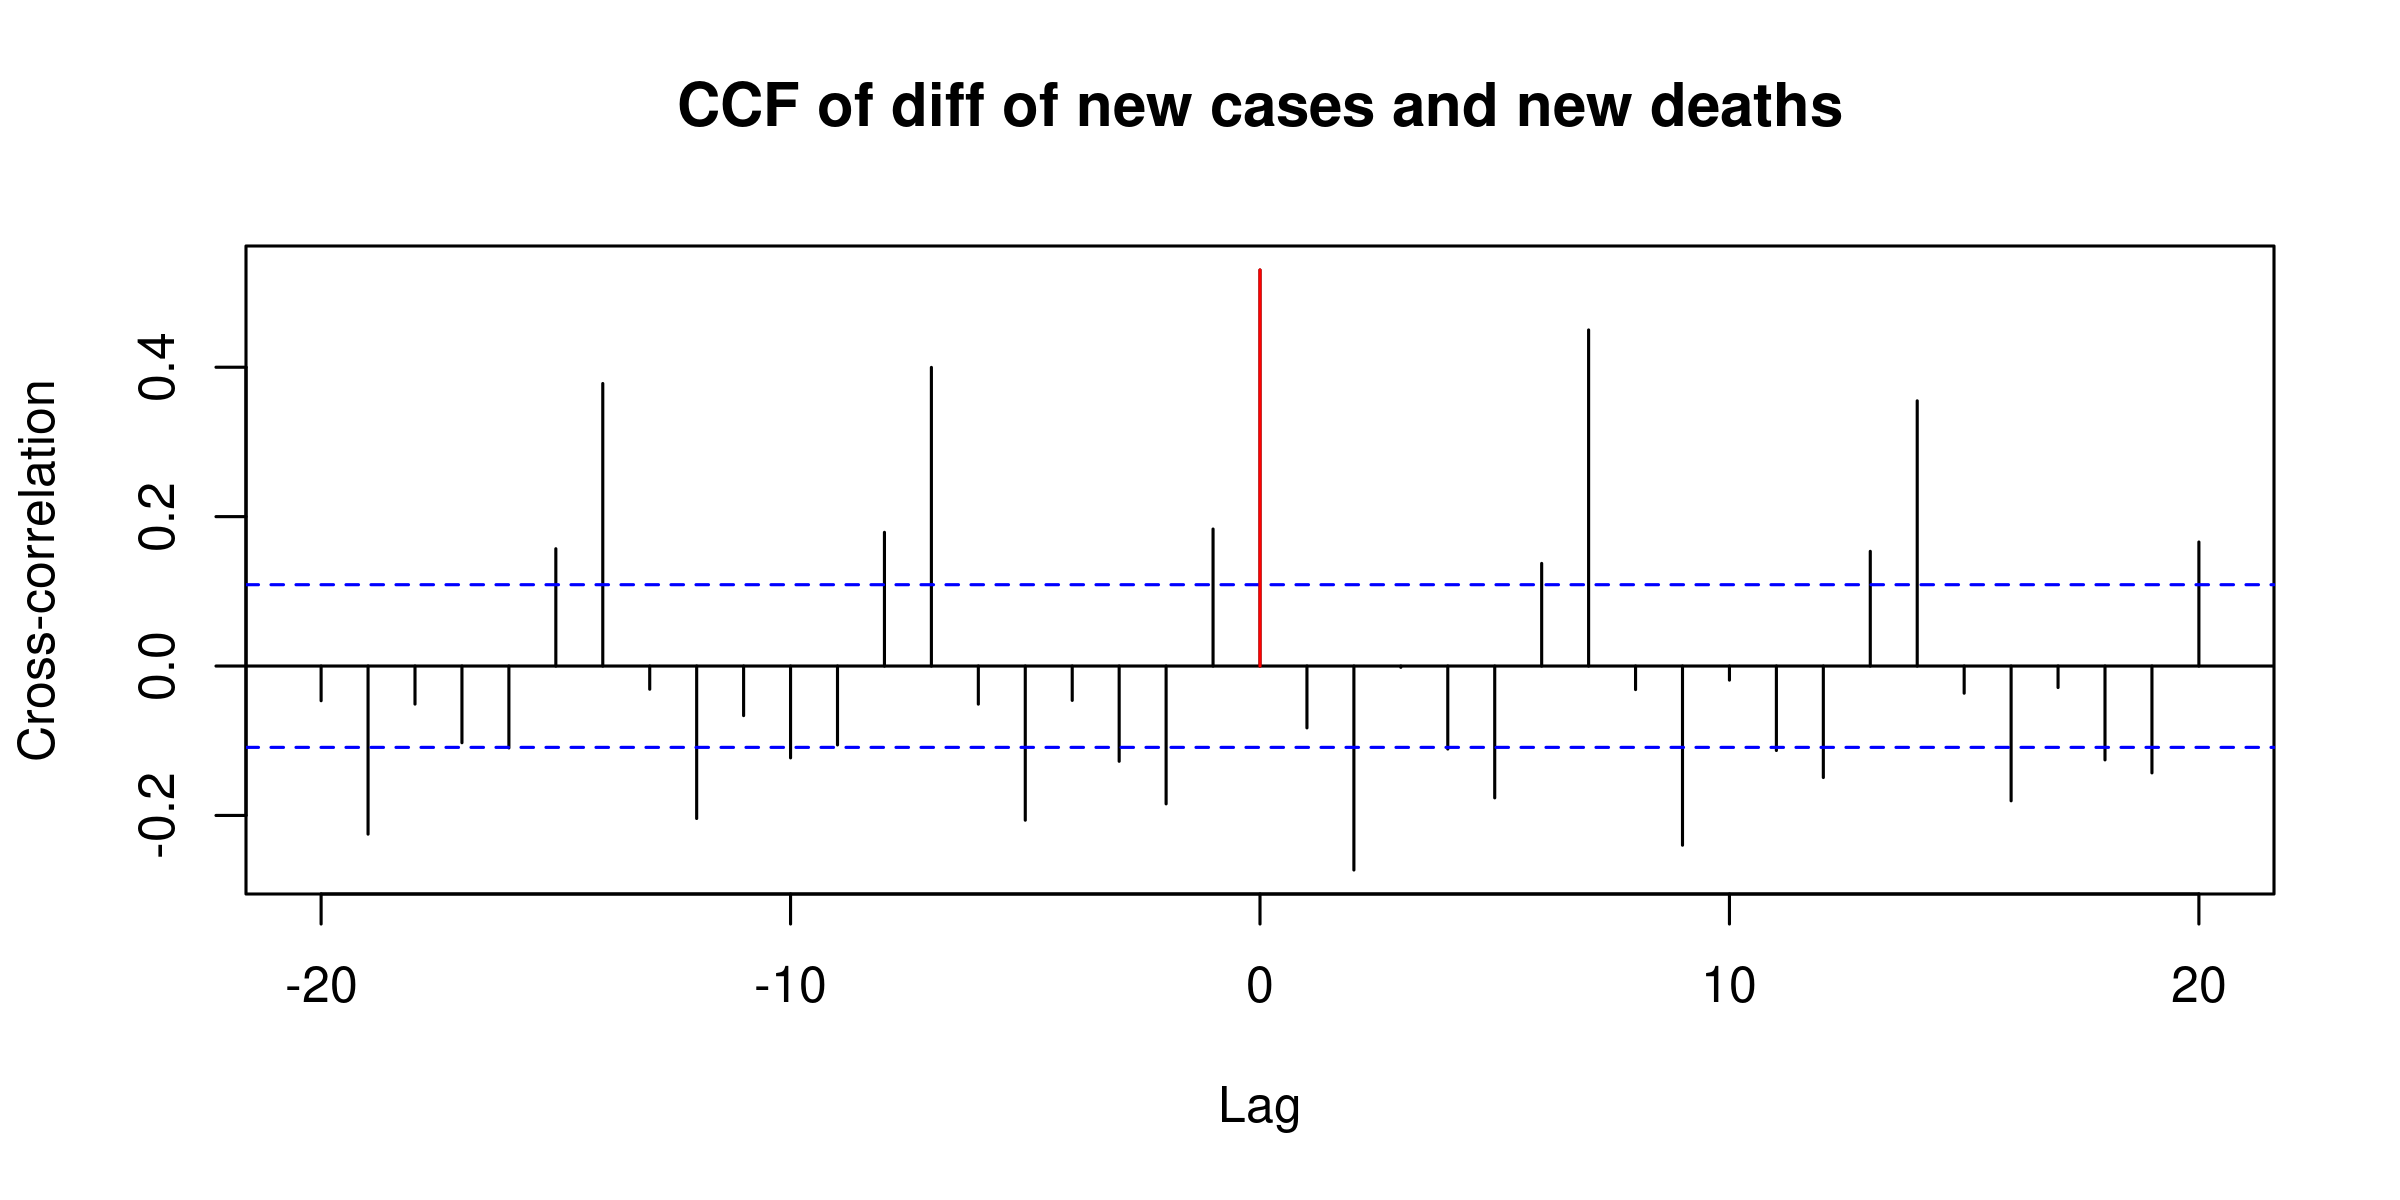 CCF of diff of new cases and new deaths
Cross-correlation
0.4
0.2
0.0
-0.2
-20 -10 0 10 20
Lag